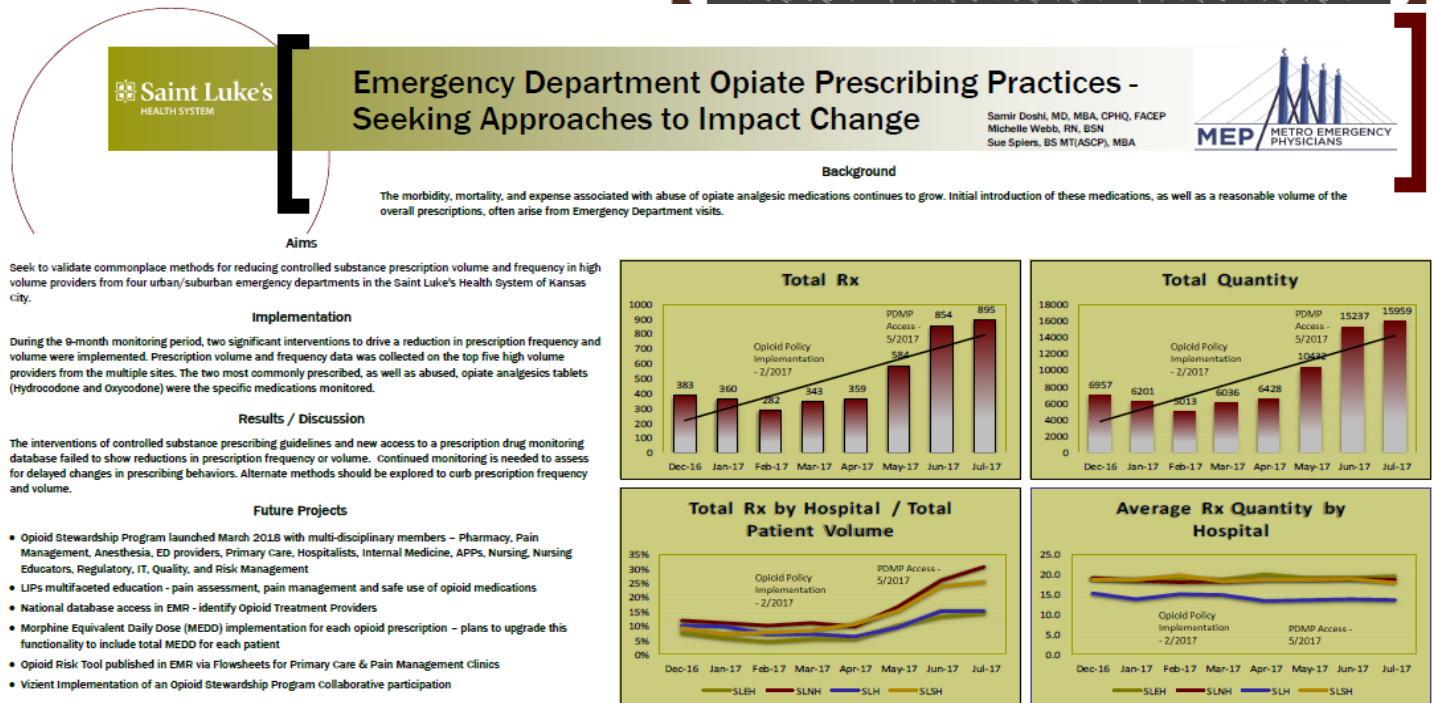 Saint Luke's
HEALTH SYSTEM
Emergency Department Opiate Prescribing Practices -
Seeking Approaches to Impact Change
Samir Doshi, MD, MBA, CPHQ, FACEP
Michelle Webb, RN, BSN
Sue Spiers, BS MT(ASCP), MBA
MEP METRO EMERGENCY
PHYSICIANS
Background
The morbidity, mortality, and expense associated with abuse of opiate analgesic medications continues to grow. Initial introduction of these medications, as well as a reasonable volume of the
overall prescriptions, often arise from Emergency Department visits.
Aims
Seek to validate commonplace methods for reducing controlled substance prescription volume and frequency in high
volume providers from four urban/suburban emergency departments in the Saint Luke's Health System of Kansas
City.
Implementation
During the 9-month monitoring period, two significant interventions to drive a reduction in prescription frequency and
volume were implemented. Prescription volume and frequency data was collected on the top five high volume
providers from the multiple sites. The two most commonly prescribed, as well as abused, opiate analgesics tablets
(Hydrocodone and Oxycodone) were the specific medications monitored.
Results / Discussion
The interventions of controlled substance prescribing guidelines and new access to a prescription drug monitoring
database failed to show reductions in prescription frequency or volume. Continued monitoring is needed to assess
for delayed changes in prescribing behaviors. Alternate methods should be explored to curb prescription frequency
and volume.
Future Projects
• Opioid Stewardship Program launched March 2018 with multi-disciplinary members – Pharmacy, Pain
Management, Anesthesia, ED providers, Primary Care, Hospitalists, Internal Medicine, APPs, Nursing, Nursing
Educators, Regulatory, IT, Quality, and Risk Management
• LIPs multifaceted education - pain assessment, pain management and safe use of opioid medications
• National database access in EMR - identify Opioid Treatment Providers
• Morphine Equivalent Daily Dose (MEDD) implementation for each opioid prescription – plans to upgrade this
functionality to include total MEDD for each patient
• Opioid Risk Tool published in EMR via Flowsheets for Primary Care & Pain Management Clinics
• Vizient Implementation of an Opioid Stewardship Program Collaborative participation
Total Rx
1000
900
800
700
600
500
400
300
200
100
0
383
360
282
343
359
584
854
895
Opioid Policy
Implementation
- 2/2017
PDMP
Access -
5/2017
Dec-16 Jan-17 Feb-17 Mar-17 Apr-17 May-17 Jun-17 Jul-17
Total Quantity
18000
16000
14000
12000
10000
8000
6000
4000
2000
0
6957
6201
5013
6036
6428
10432
15237
15959
Opioid Policy
Implementation
- 2/2017
PDMP
Access -
5/2017
Dec-16 Jan-17 Feb-17 Mar-17 Apr-17 May-17 Jun-17 Jul-17
Total Rx by Hospital / Total
Patient Volume
35%
30%
25%
20%
15%
10%
5%
0%
Opioid Policy
Implementation
- 2/2017
PDMP Access -
5/2017
Dec-16 Jan-17 Feb-17 Mar-17 Apr-17 May-17 Jun-17 Jul-17
SLEH SLNH SLH SLSH
Average Rx Quantity by
Hospital
25.0
20.0
15.0
10.0
5.0
0.0
Opioid Policy
Implementation
- 2/2017
PDMP Access -
5/2017
Dec-16 Jan-17 Feb-17 Mar-17 Apr-17 May-17 Jun-17 Jul-17
SLEH SLNH SLH SLSH